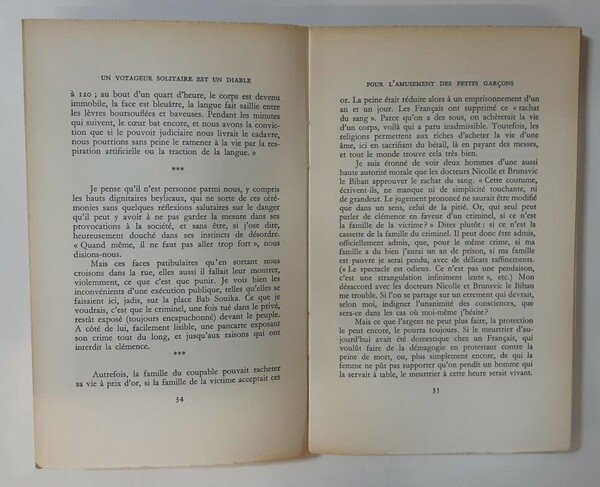 UN VOYAGEUR SOLITAIRE EST UN DIABLE
à 120 ; au bout d'un quart d'heure, le corps est devenu
immobile, la face est bleuâtre, la langue fait saillie entre
les lèvres boursouflées et baveuses. Pendant les minutes
qui suivent, le cœur bat encore, et nous avons la convic-
tion que si le pouvoir judiciaire nous livrait le cadavre,
nous pourrions sans peine le ramener à la vie par la res-
piration artificielle ou la traction de la langue. »
***
Je pense qu'il n'est personne parmi nous, y compris
les hauts dignitaires beylicaux, qui ne sorte de ces céré-
monies sans quelques réflexions salutaires sur le danger
qu'il peut y avoir à ne pas garder la mesure dans ses
provocations à la société, et sans être, si j'ose dire,
heureusement douché dans ses instincts de désordre.
« Quand même, il ne faut pas aller trop fort », nous
disions-nous.
Mais ces faces patibulaires qu'en sortant nous
croisons dans la rue, elles aussi il fallait leur montrer,
violemment, ce que c'est que punir. Je vois bien les
inconvénients d'une exécution publique, telles qu'elles se
faisaient ici, jadis, sur la place Bab Souika. Ce que je
voudrais, c'est que le criminel, une fois tué dans le privé,
restât exposé (toujours encapuchonné) devant le peuple.
A côté de lui, facilement lisible, une pancarte exposant
son crime tout du long, et jusqu'aux raisons qui ont
interdit la clémence.
***
Autrefois, la famille du coupable pouvait racheter
sa vie à prix d'or, si la famille de la victime acceptait cet
34
POUR L'AMUSEMENT DES PETITS GARÇONS
or. La peine était réduite alors à un emprisonnement d'un
an et un jour. Les Français ont supprimé ce « rachat
du sang ». Parce qu'on a des sous, on achèterait la vie
d'un corps, voilà qui a paru inadmissible. Toutefois, les
religions permettent aux riches d'acheter la vie d'une
âme, ici en sacrifiant du bétail, là en payant des messes,
et tout le monde trouve cela très bien.
Je suis étonné de voir deux hommes d'une aussi
haute autorité morale que les docteurs Nicolle et Brunswic
le Bihan approuver le rachat du sang. « Cette coutume,
écrivent-ils, ne manque ni de simplicité touchante, ni
de grandeur. Le jugement prononcé ne saurait être modifié
que dans un sens, celui de la pitié. Or, qui seul peut
parler de clémence en faveur d'un criminel, si ce n'est
la famille de la victime? » Dites plutôt : si ce n'est la
cassette de la famille du criminel. Il peut donc être admis,
officiellement admis, que, pour le même crime, si ma
famille a du bien j'aurai un an de prison, si ma famille
est pauvre je serai pendu, avec de délicats raffinements.
(« Le spectacle est odieux. Ce n'est pas une pendaison,
c'est une strangulation infiniment lente », etc.) Mon
désaccord avec les docteurs Nicolle et Brunswic le Bihan
me trouble. Si l'on se partage sur un errement qui devrait,
selon moi, indigner l'unanimité des consciences, que
sera-ce dans les cas où moi-même j'hésite?
Mais ce que l'argent ne peut plus faire, la protection
le peut encore, le pourra toujours. Si le meurtrier d'au-
jourd'hui avait été domestique chez un Français, qui
voulût faire de la démagogie en protestant contre la
peine de mort, ou, plus simplement encore, de qui la
femme ne pût pas supporter qu'on pendît un homme qui
la servait à table, le meurtrier à cette heure serait vivant.
35